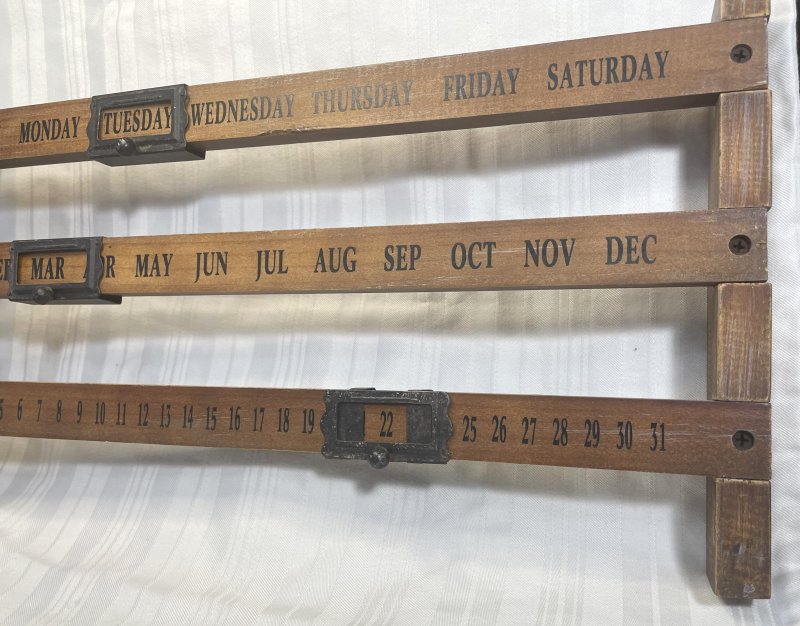 MONDAY TUESDAY WEDNESDAY THURSDAY FRIDAY SATURDAY
MAR APR MAY JUN JUL AUG SEP OCT NOV DEC
6 7 8 9 10 11 12 13 14 15 16 17 18 19 22 25 26 27 28 29 30 31